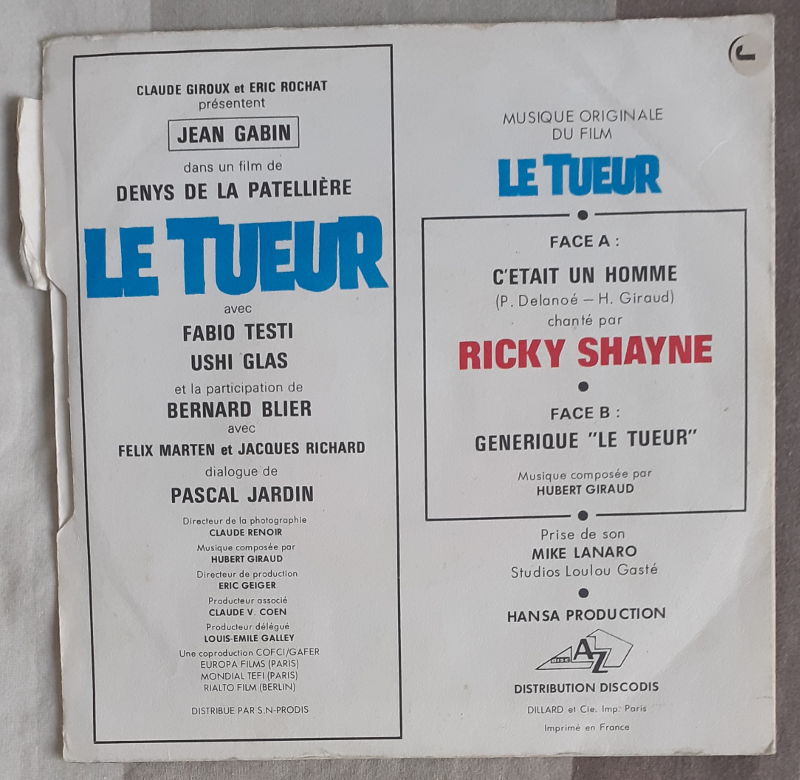 CLAUDE GIROUX et ERIC ROCHAT
présentent
JEAN GABIN
dans un film de
DENYS DE LA PATELLIÈRE
LE TUEUR
avec
FABIO TESTI
USHI GLAS
et la participation de
BERNARD BLIER
avec
FELIX MARTEN et JACQUES RICHARD
dialogue de
PASCAL JARDIN
Directeur de la photographie
CLAUDE RENOIR
Musique composée par
HUBERT GIRAUD
Directeur de production
ERIC GEIGER
Producteur associé
CLAUDE V. COEN
Producteur délégué
LOUIS-EMILE GALLEY
Une coproduction COFCI/GAFER
EUROPA FILMS (PARIS)
MONDIAL TEFI (PARIS)
RIALTO FILM (BERLIN)
DISTRIBUE PAR S.N-PRODIS
MUSIQUE ORIGINALE
DU FILM
LE TUEUR
FACE A :
C'ETAIT UN HOMME
(P. Delanoé – H. Giraud)
chanté par
RICKY SHAYNE
FACE B :
GENERIQUE "LE TUEUR"
Musique composée par
HUBERT GIRAUD
Prise de son
MIKE LANARO
Studios Loulou Gasté
HANSA PRODUCTION
disc AZ
DISTRIBUTION DISCODIS
DILLARD et Cie. Imp. Paris
Imprimé en France